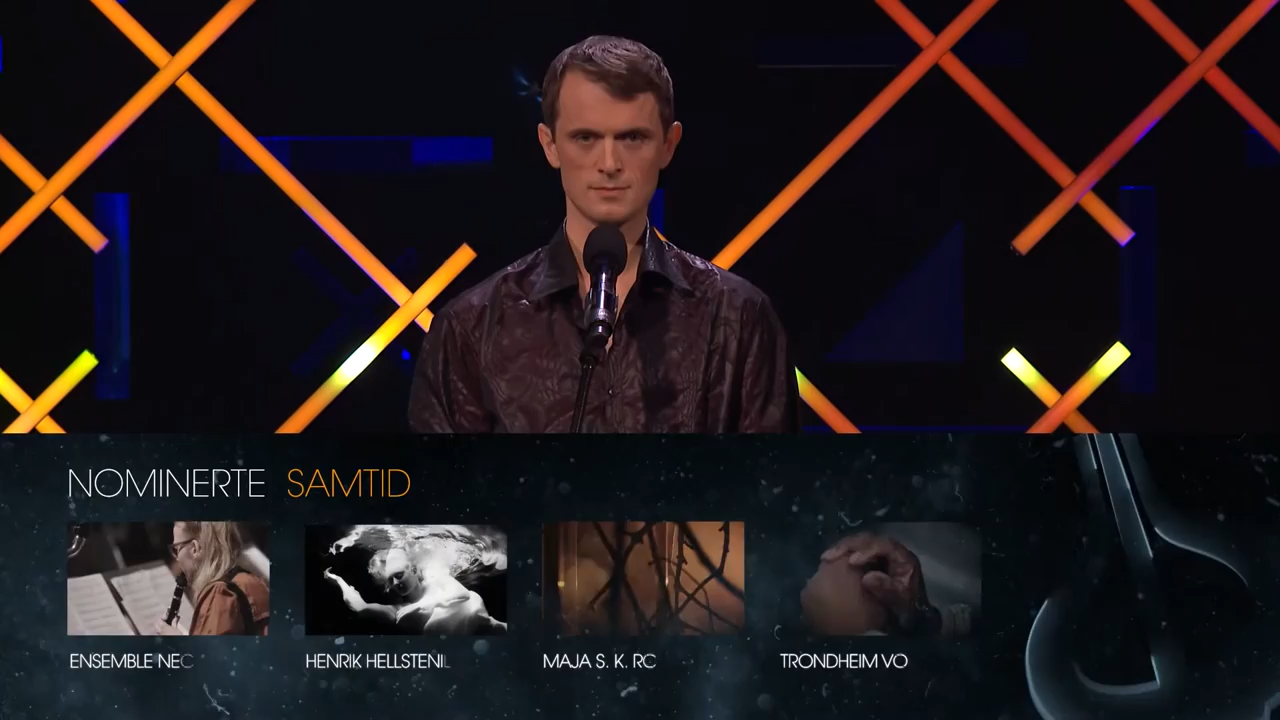 NOMINERTE SAMTID
ENSEMBLE NEC
HENRIK HELLSTENIL
MAJA S. K. RC
TRONDHEIM VO